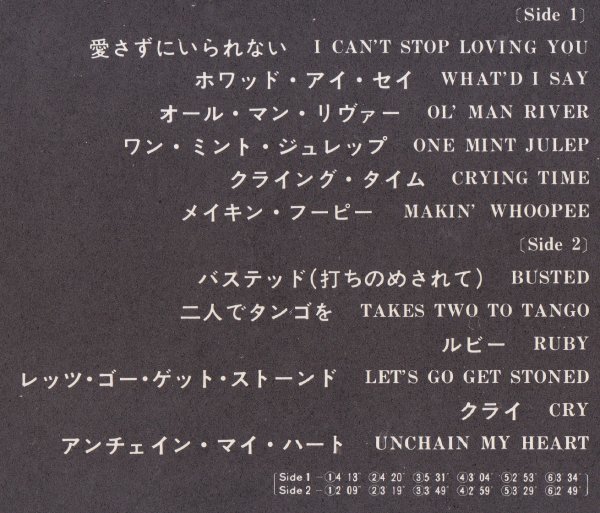 〔Side 1〕
愛さずにいられない I CAN'T STOP LOVING YOU
ホワッド・アイ・セイ WHAT'D I SAY
オール・マン・リヴァー OL' MAN RIVER
ワン・ミント・ジュレップ ONE MINT JULEP
クライング・タイム CRYING TIME
メイキン・フーピー MAKIN' WHOOPEE
〔Side 2〕
バステッド(打ちのめされて) BUSTED
二人でタンゴを TAKES TWO TO TANGO
ルビー RUBY
レッツ・ゴー・ゲット・ストーンド LET'S GO GET STONED
クライ CRY
アンチェイン・マイ・ハート UNCHAIN MY HEART
Side 1 －①4′13″ ②4′20″ ③5′31″ ④3′04″ ⑤2′53″ ⑥3′34″
Side 2 －①2′09″ ②3′19″ ③3′49″ ④2′59″ ⑤3′29″ ⑥2′49″